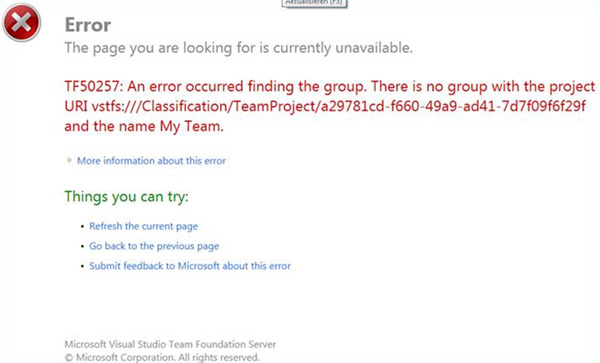 Aktualisieren (F5)
Error
The page you are looking for is currently unavailable.
TF50257: An error occurred finding the group. There is no group with the project
URI vstfs:///Classification/TeamProject/a29781cd-f660-49a9-ad41-7d7f09f6f29f
and the name My Team.
More information about this error
Things you can try:
• Refresh the current page
• Go back to the previous page
• Submit feedback to Microsoft about this error
Microsoft Visual Studio Team Foundation Server
© Microsoft Corporation. All rights reserved.